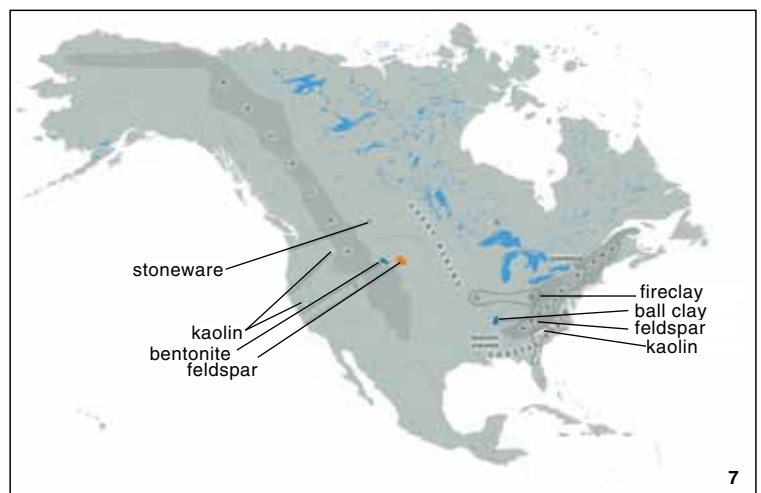 stoneware
kaolin
bentonite
feldspar
fireclay
ball clay
feldspar
kaolin
7